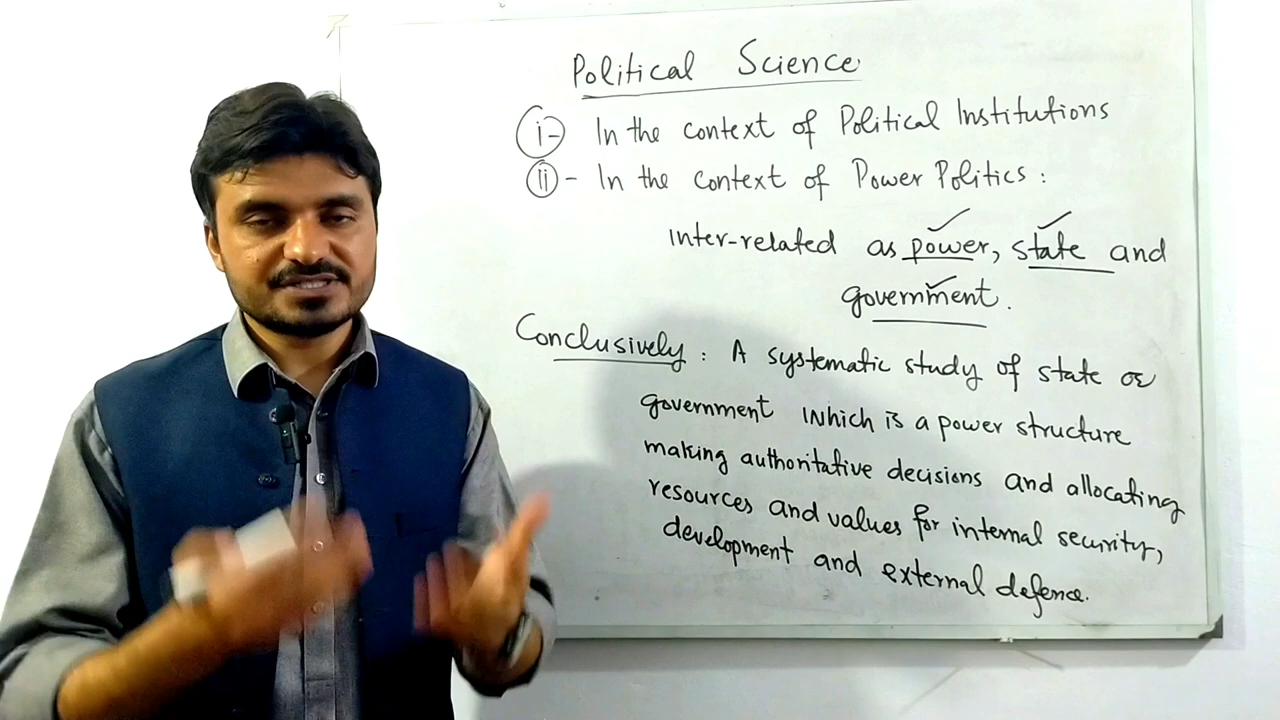 Political Science
i- In the context of Political Institutions
ii - In the context of Power Politics :
inter-related as power, state and
government.
Conclusively : A systematic study of state or
government which is a power structure
making authoritative decisions and allocating
resources and values for internal security,
development and external defence.